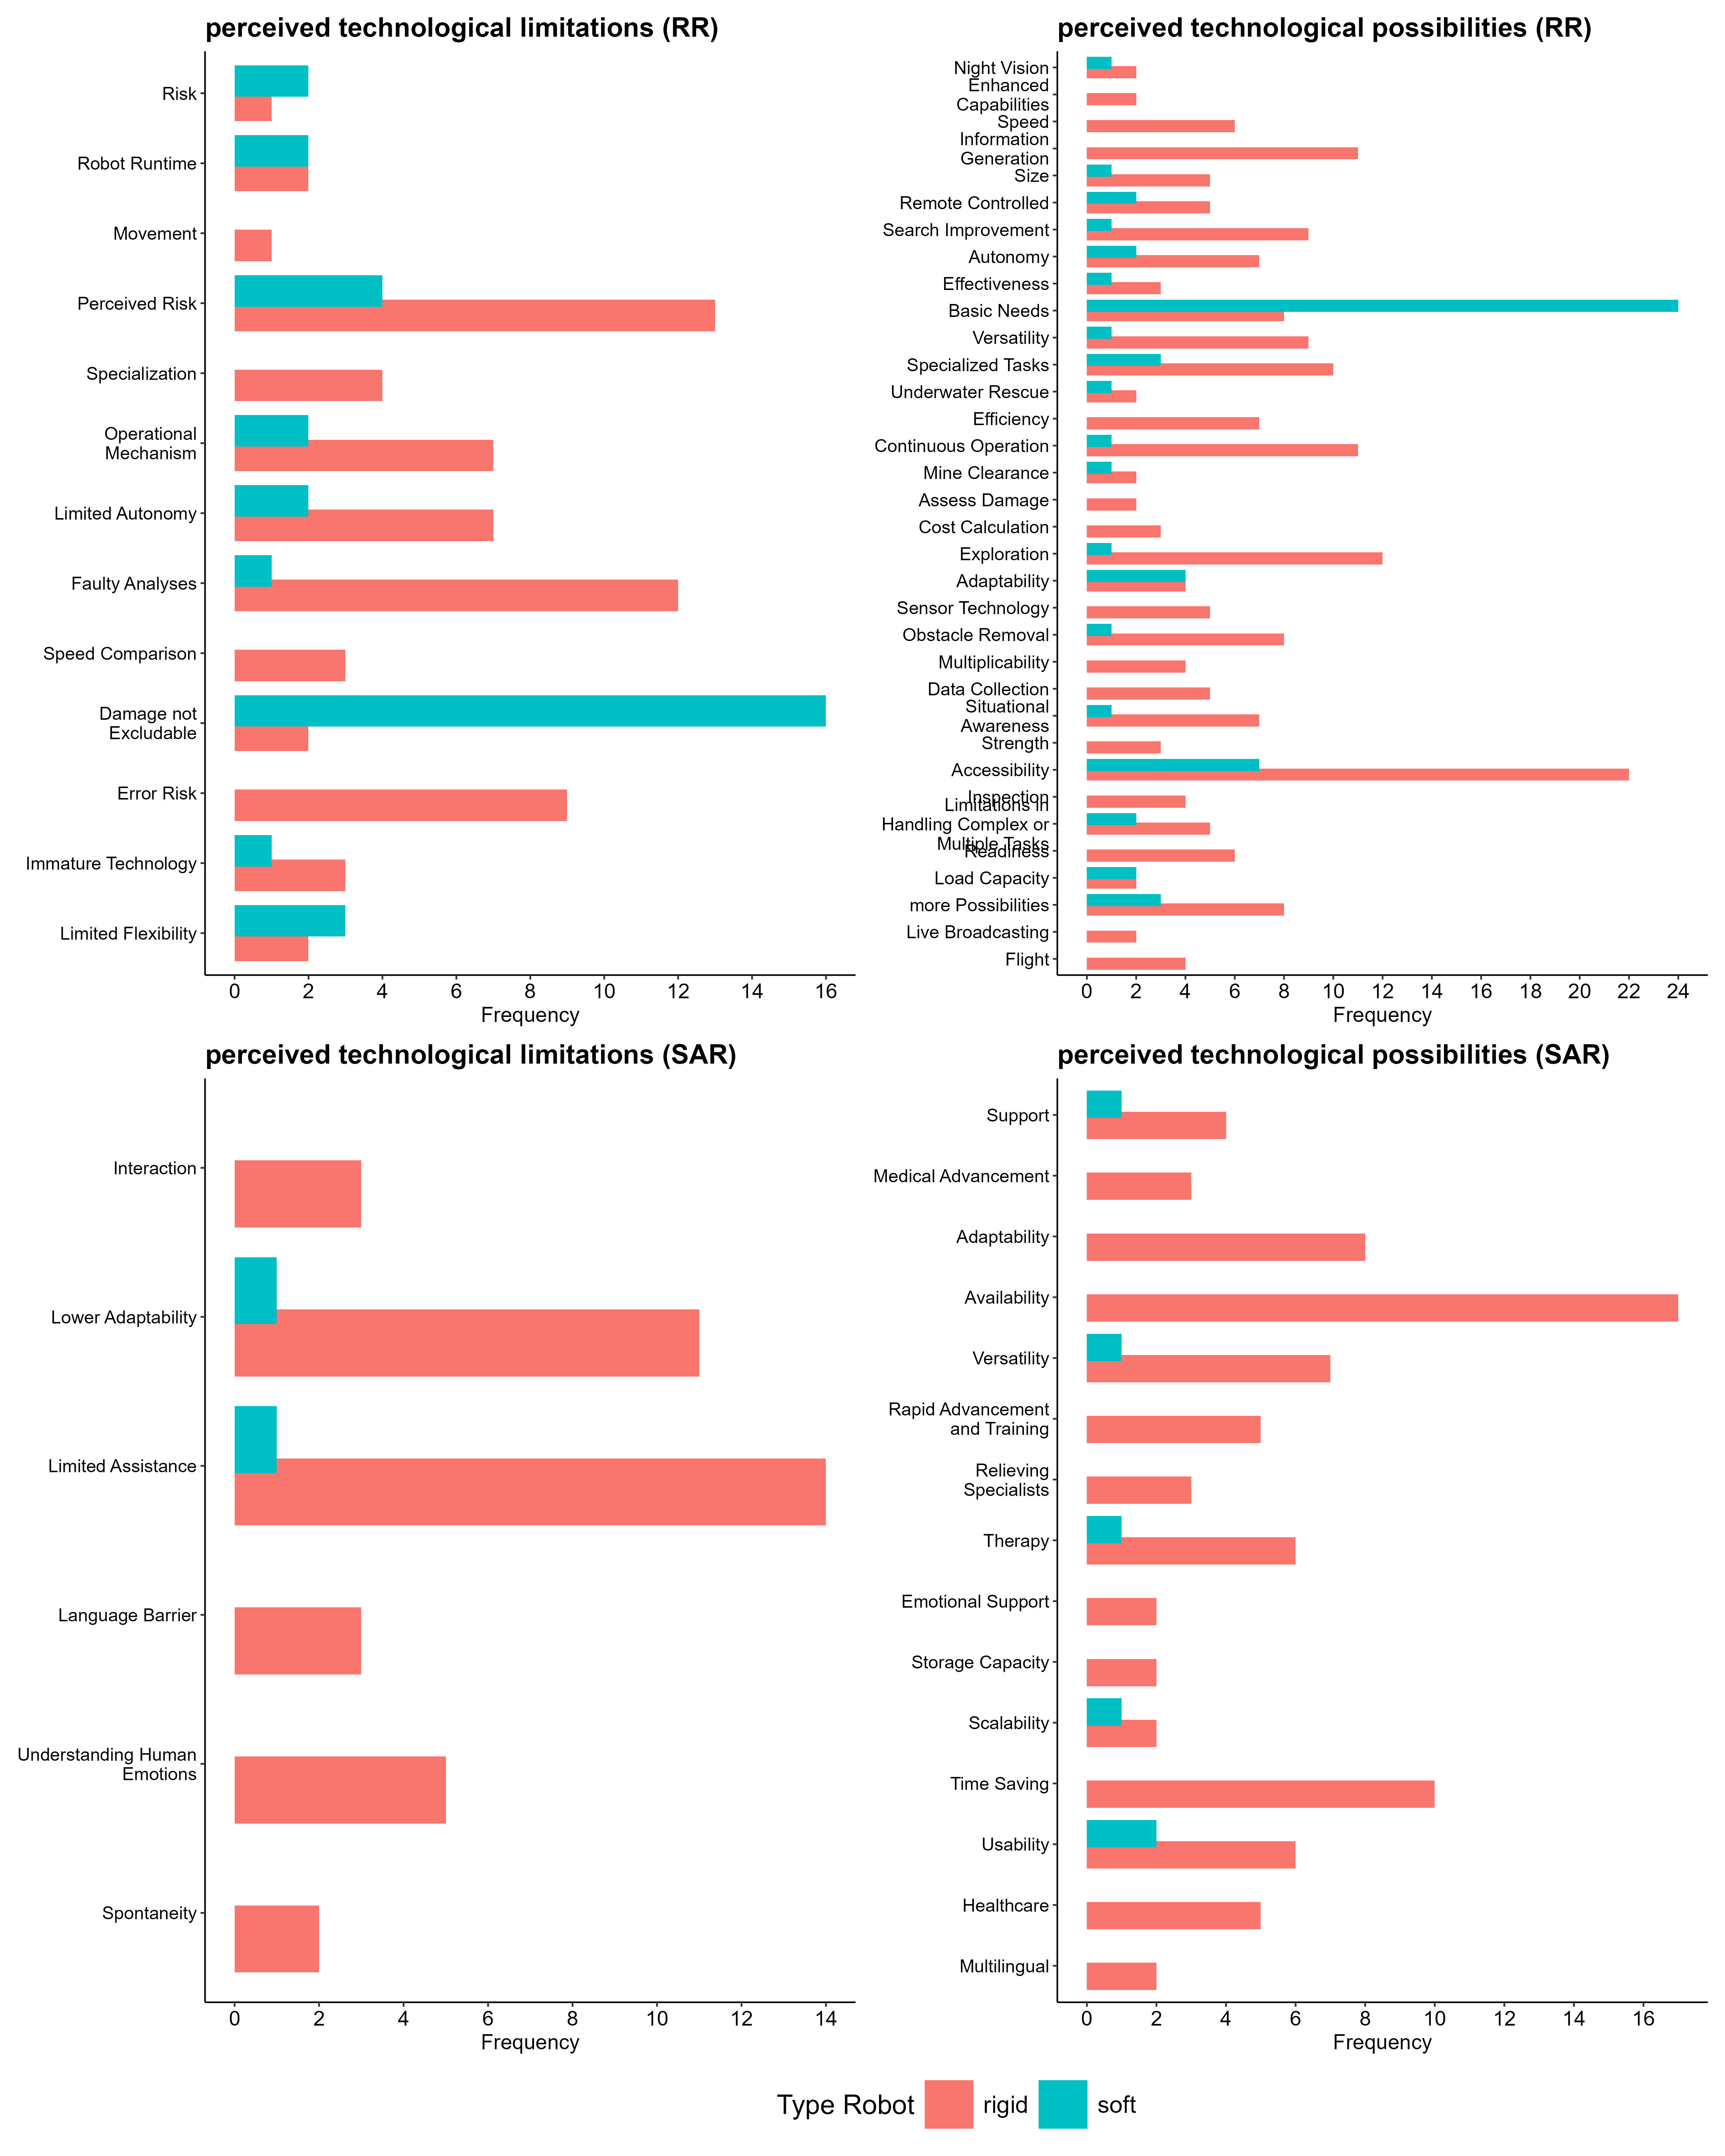 perceived technological limitations (RR)
Risk
Robot Runtime
Movement
Perceived Risk
Specialization
Operational
Mechanism
Limited Autonomy
Faulty Analyses
Speed Comparison
Damage not
Excludable
Error Risk
Immature Technology
Limited Flexibility
0 2 4 6 8 10 12 14 16
Frequency
perceived technological possibilities (RR)
Night Vision
Enhanced
Capabilities
Speed
Information
Generation
Size
Remote Controlled
Search Improvement
Autonomy
Effectiveness
Basic Needs
Versatility
Specialized Tasks
Underwater Rescue
Efficiency
Continuous Operation
Mine Clearance
Assess Damage
Cost Calculation
Exploration
Adaptability
Sensor Technology
Obstacle Removal
Multiplicability
Data Collection
Situational
Awareness
Strength
Accessibility
Inspection
Limitations in
Handling Complex or
Multiple Tasks
Readiness
Load Capacity
more Possibilities
Live Broadcasting
Flight
0 2 4 6 8 10 12 14 16 18 20 22 24
Frequency
perceived technological limitations (SAR)
Interaction
Lower Adaptability
Limited Assistance
Language Barrier
Understanding Human
Emotions
Spontaneity
0 2 4 6 8 10 12 14
Frequency
perceived technological possibilities (SAR)
Support
Medical Advancement
Adaptability
Availability
Versatility
Rapid Advancement
and Training
Relieving
Specialists
Therapy
Emotional Support
Storage Capacity
Scalability
Time Saving
Usability
Healthcare
Multilingual
0 2 4 6 8 10 12 14 16
Frequency
Type Robot rigid soft